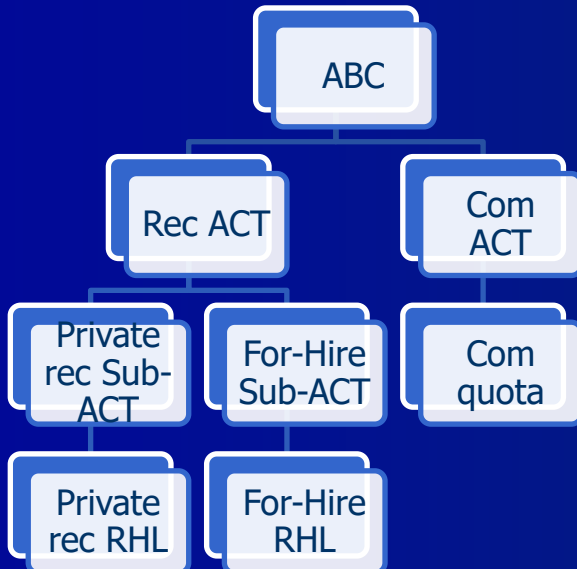 ABC
Rec ACT
Com
ACT
Private
rec Sub-
ACT
For-Hire
Sub-ACT
Com
quota
Private
rec RHL
For-Hire
RHL